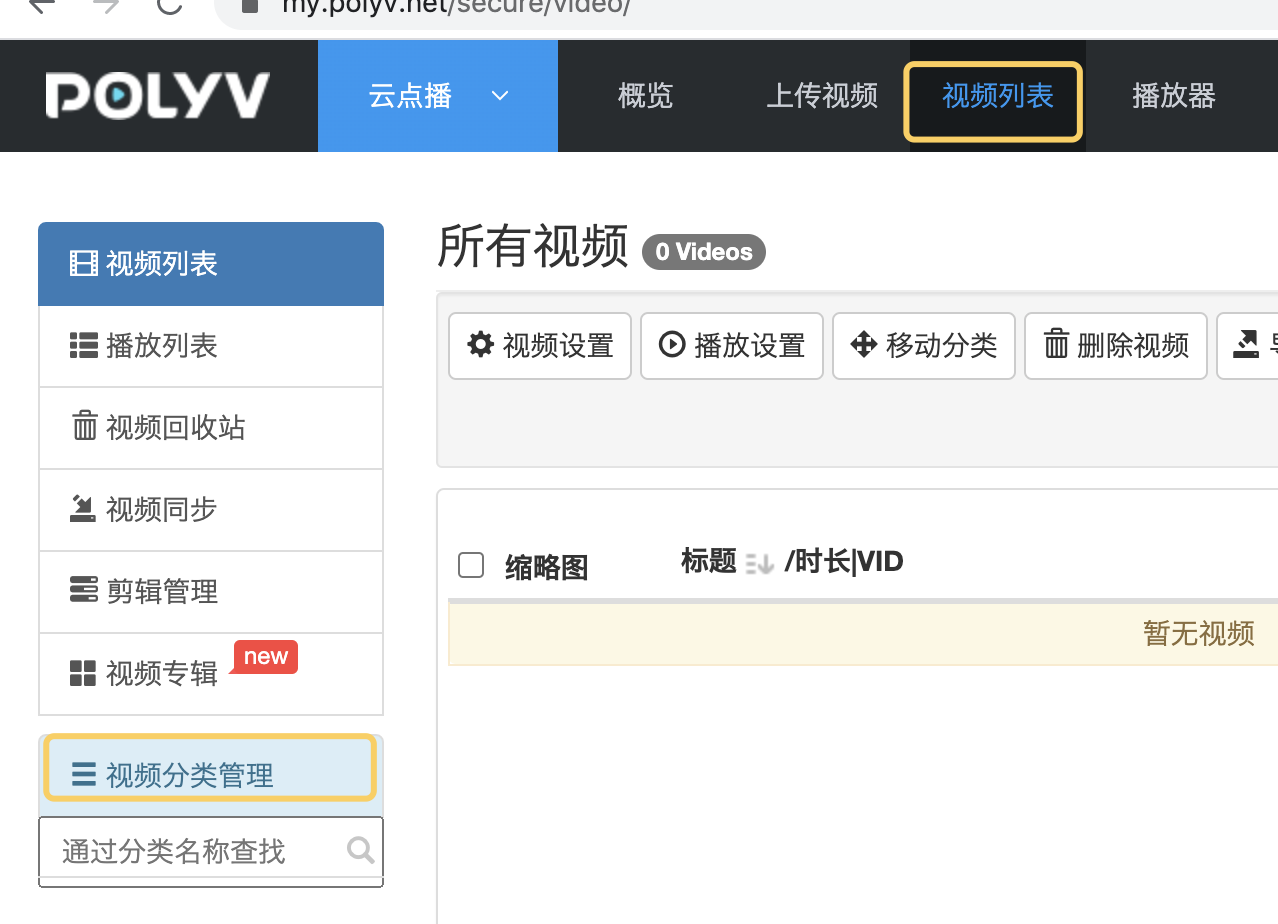 my.polyv.net/secure/video/
POLYV
云点播
概览
上传视频
视频列表
播放器
视频列表
播放列表
视频回收站
视频同步
剪辑管理
视频专辑
new
视频分类管理
通过分类名称查找
所有视频
0 Videos
视频设置
播放设置
移动分类
删除视频
缩略图
标题 /时长|VID
暂无视频